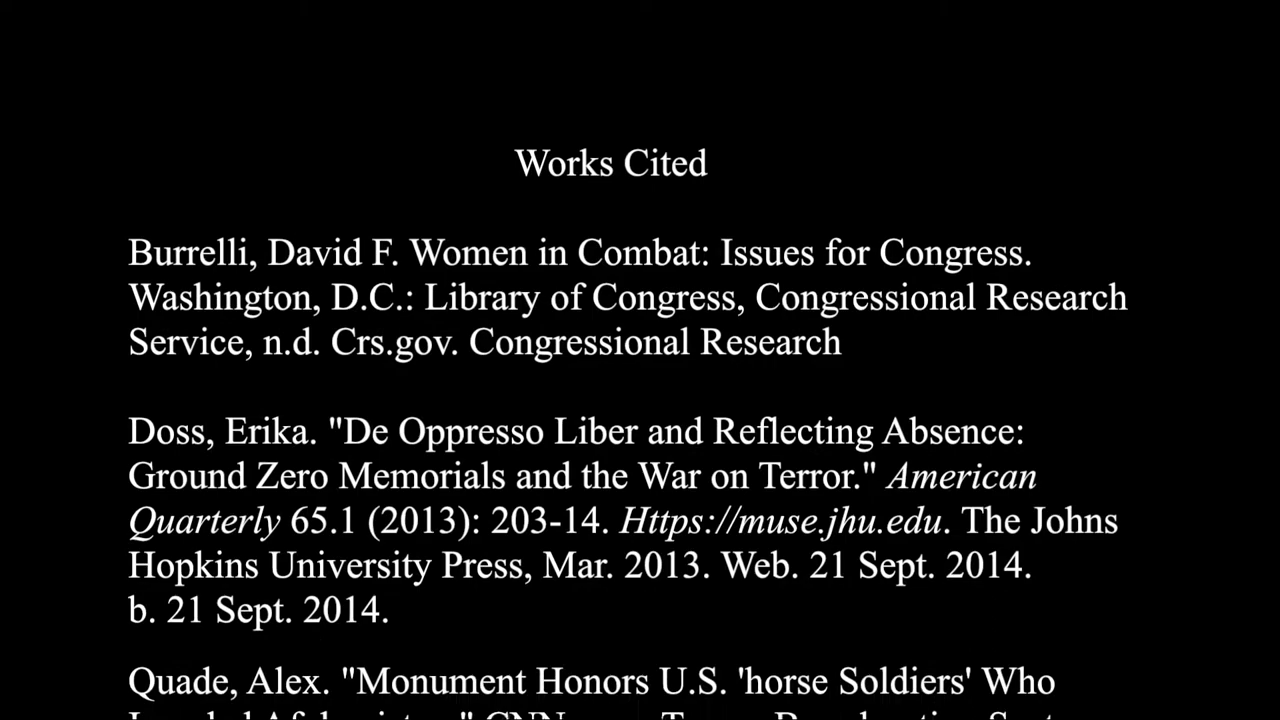 Works Cited
Burrelli, David F. Women in Combat: Issues for Congress.
Washington, D.C.: Library of Congress, Congressional Research
Service, n.d. Crs.gov. Congressional Research
Doss, Erika. "De Oppresso Liber and Reflecting Absence:
Ground Zero Memorials and the War on Terror." American
Quarterly 65.1 (2013): 203-14. Https://muse.jhu.edu. The Johns
Hopkins University Press, Mar. 2013. Web. 21 Sept. 2014.
b. 21 Sept. 2014.
Quade, Alex. "Monument Honors U.S. 'horse Soldiers' Who